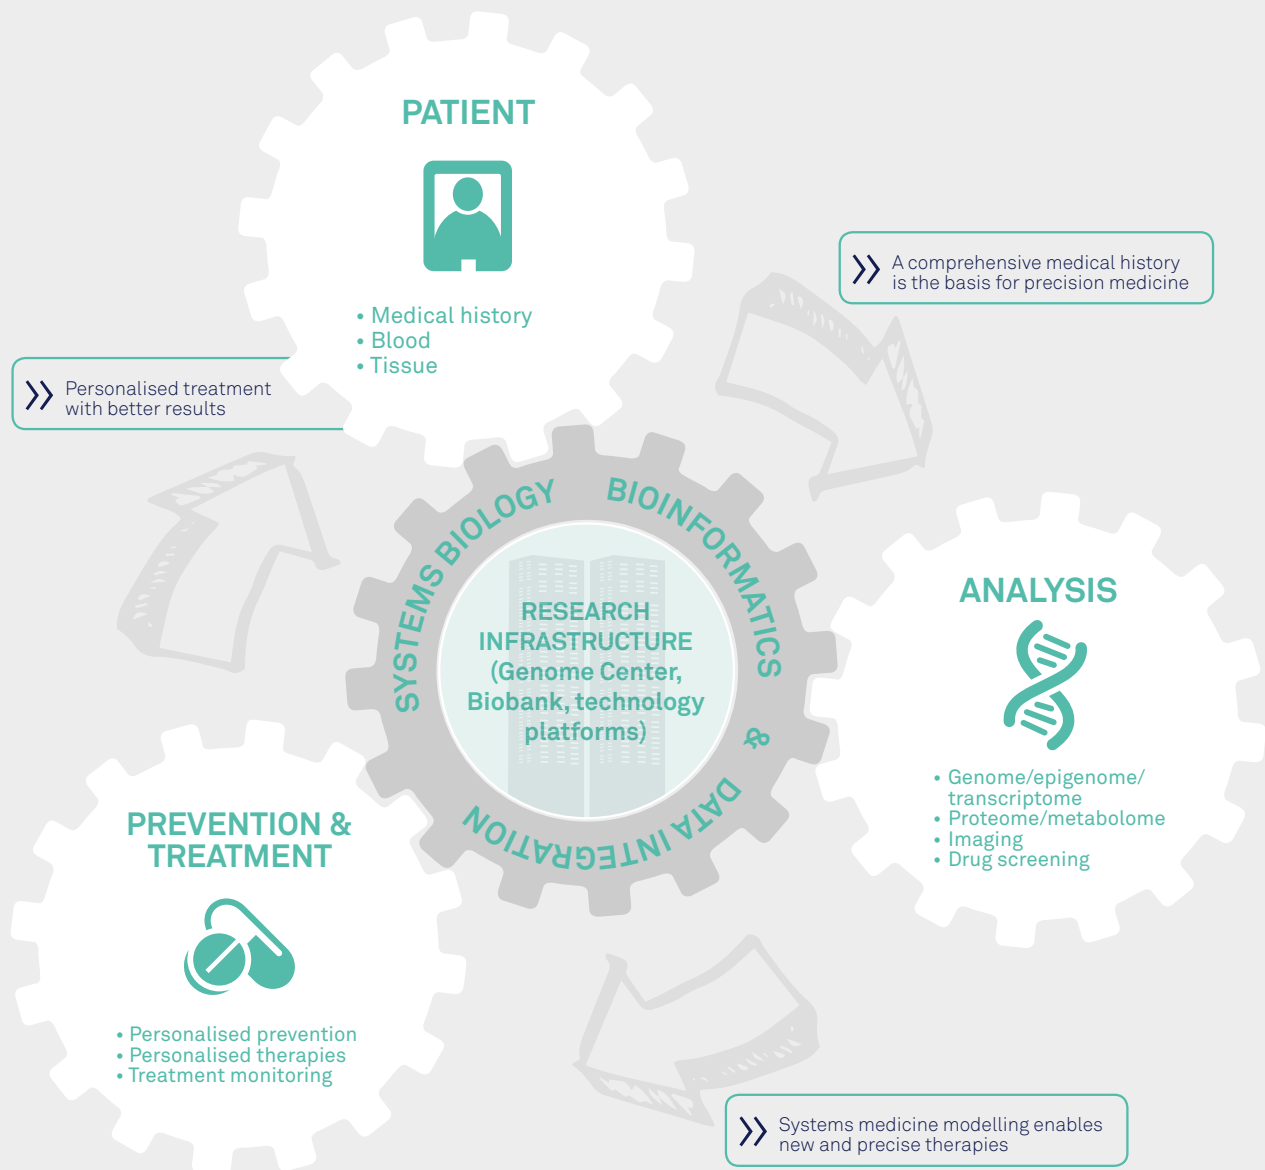 PATIENT
• Medical history
• Blood
• Tissue
A comprehensive medical history
is the basis for precision medicine
Personalised treatment
with better results
SYSTEMS BIOLOGY
BIOINFORMATICS
& DATA INTEGRATION
RESEARCH
INFRASTRUCTURE
(Genome Center,
Biobank, technology
platforms)
ANALYSIS
• Genome/epigenome/
transcriptome
• Proteome/metabolome
• Imaging
• Drug screening
PREVENTION &
TREATMENT
• Personalised prevention
• Personalised therapies
• Treatment monitoring
Systems medicine modelling enables
new and precise therapies